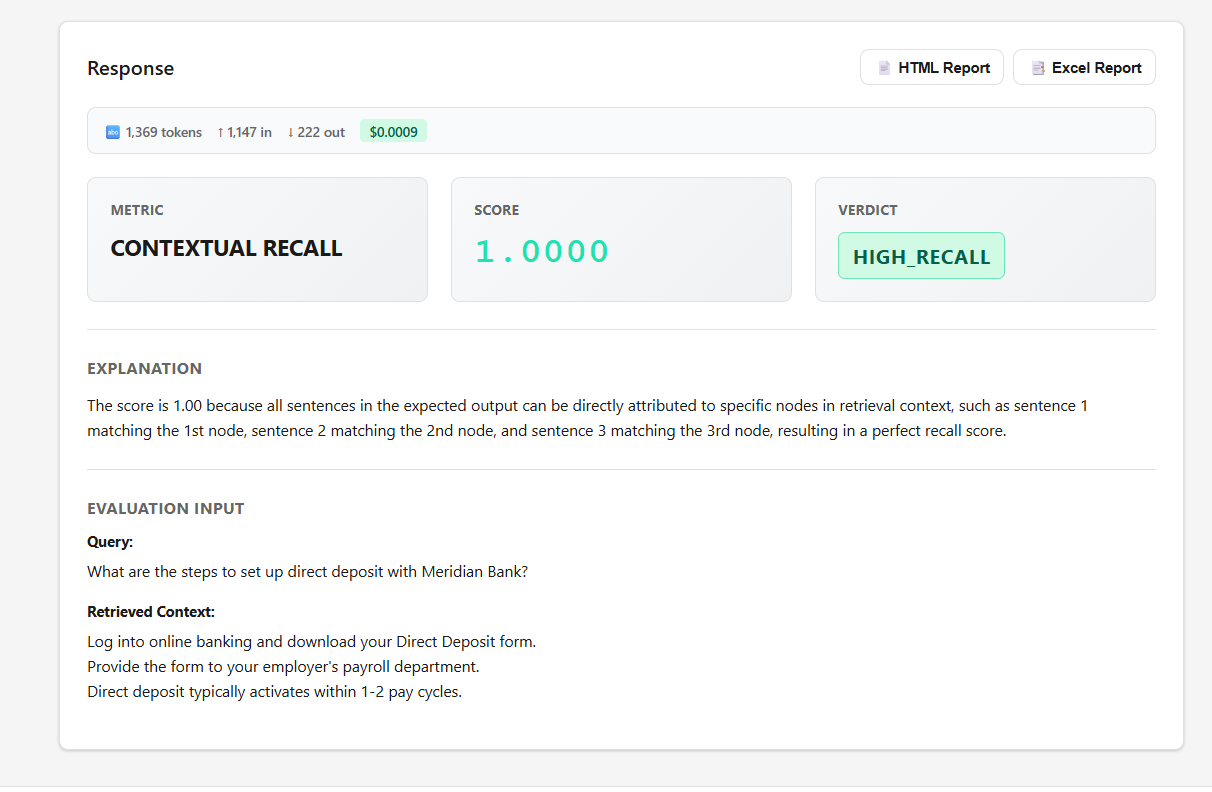 Response
HTML Report
Excel Report
abc 1,369 tokens ↑ 1,147 in ↓ 222 out $0.0009
METRIC
CONTEXTUAL RECALL
SCORE
1.0000
VERDICT
HIGH_RECALL
EXPLANATION
The score is 1.00 because all sentences in the expected output can be directly attributed to specific nodes in retrieval context, such as sentence 1
matching the 1st node, sentence 2 matching the 2nd node, and sentence 3 matching the 3rd node, resulting in a perfect recall score.
EVALUATION INPUT
Query:
What are the steps to set up direct deposit with Meridian Bank?
Retrieved Context:
Log into online banking and download your Direct Deposit form.
Provide the form to your employer's payroll department.
Direct deposit typically activates within 1-2 pay cycles.